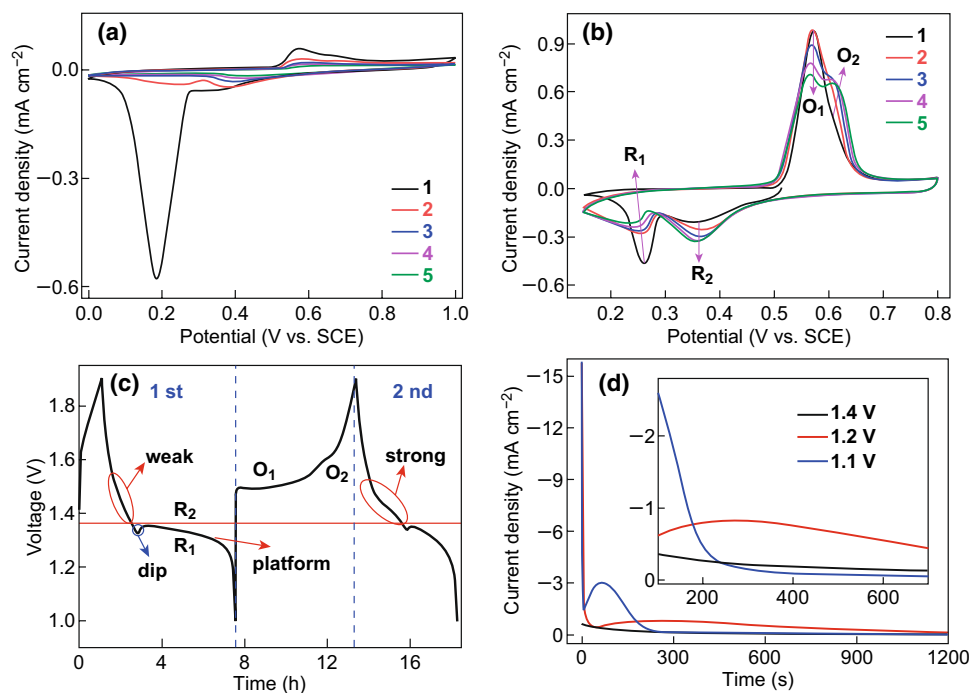 (a)
Current density (mA cm−2)
0.0
−0.3
−0.6
1
2
3
4
5
0.0 0.2 0.4 0.6 0.8 1.0
Potential (V vs. SCE)
(b)
Current density (mA cm−2)
0.9
0.6
0.3
0.0
−0.3
−0.6
1
2
3
4
5
O2
O1
R1
R2
0.2 0.3 0.4 0.5 0.6 0.7 0.8
Potential (V vs. SCE)
(c)
1 st
2 nd
Voltage (V)
1.8
1.6
1.4
1.2
1.0
weak
O1
O2
strong
R2
R1
dip
platform
0 4 8 12 16
Time (h)
(d)
Current density (mA cm−2)
−15
−12
−9
−6
−3
0
1.4 V
1.2 V
1.1 V
−2
−1
0
200 400 600
0 300 600 900 1200
Time (s)